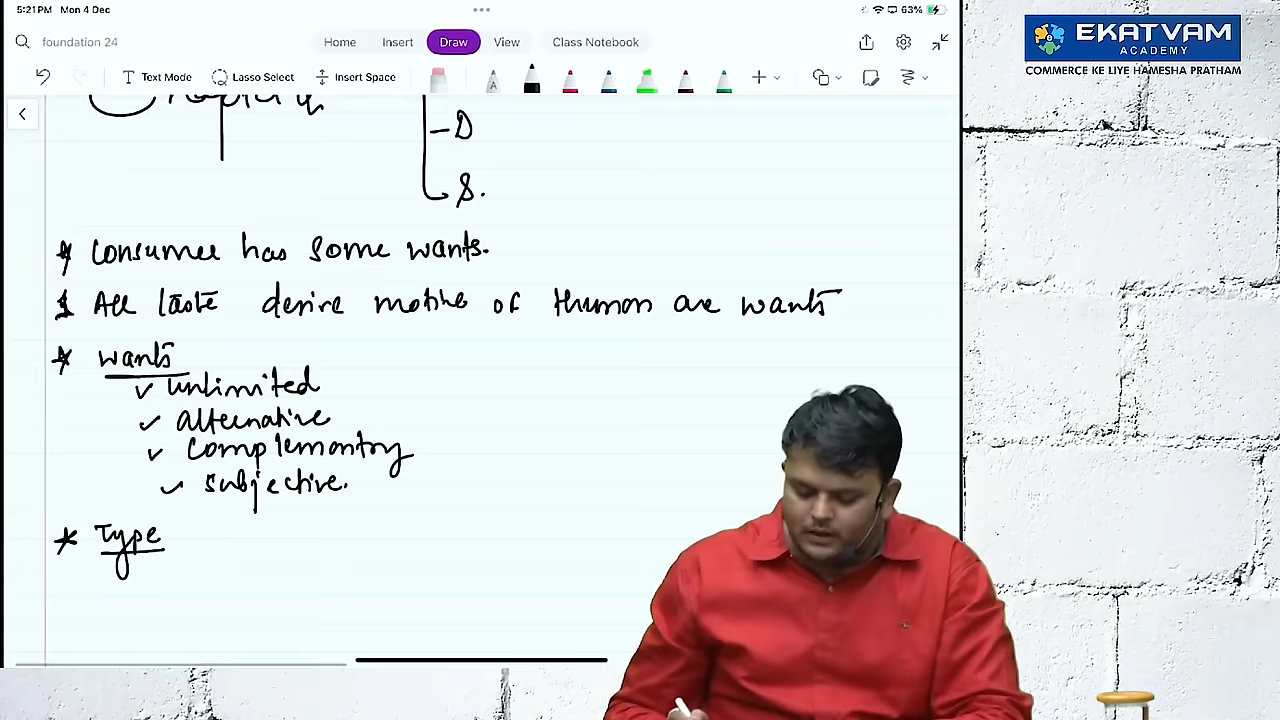 5:21 PM Mon 4 Dec
63%
foundation 24
Home Insert Draw View Class Notebook
Text Mode Lasso Select Insert Space
EKATVAM
ACADEMY
COMMERCE KE LIYE HAMESHA PRATHAM
D
S.
Consumer has some wants.
All taste desire motive of Human are wants
wants
unlimited
alternative
complementry
subjective.
Type